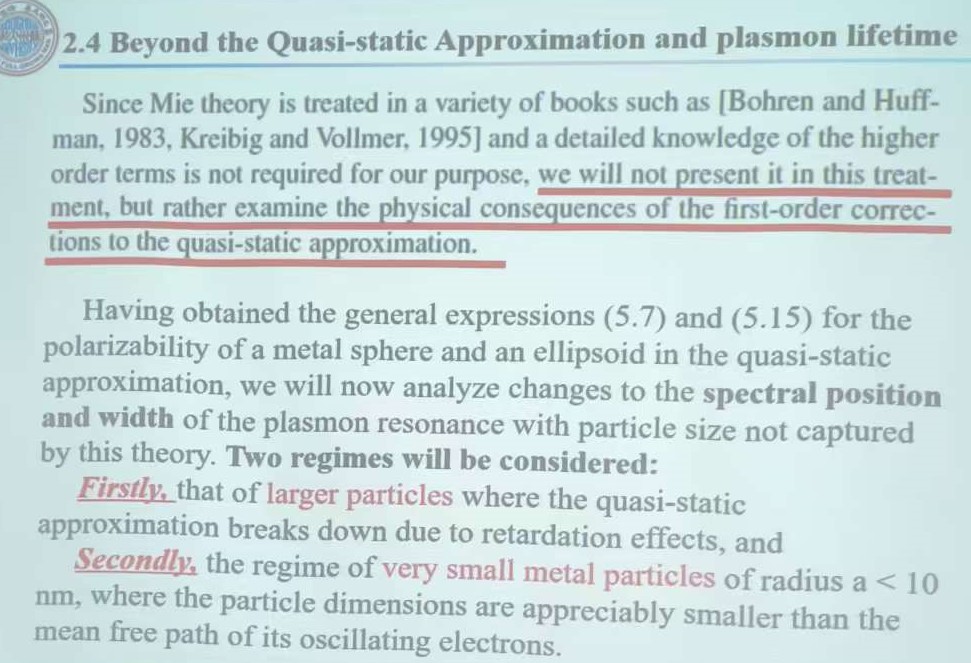 2.4 Beyond the Quasi-static Approximation and plasmon lifetime
Since Mie theory is treated in a variety of books such as [Bohren and Huff-
man, 1983, Kreibig and Vollmer, 1995] and a detailed knowledge of the higher
order terms is not required for our purpose, we will not present it in this treat-
ment, but rather examine the physical consequences of the first-order correc-
tions to the quasi-static approximation.
Having obtained the general expressions (5.7) and (5.15) for the
polarizability of a metal sphere and an ellipsoid in the quasi-static
approximation, we will now analyze changes to the spectral position
and width of the plasmon resonance with particle size not captured
by this theory. Two regimes will be considered:
Firstly, that of larger particles where the quasi-static
approximation breaks down due to retardation effects, and
Secondly, the regime of very small metal particles of radius a < 10
nm, where the particle dimensions are appreciably smaller than the
mean free path of its oscillating electrons.